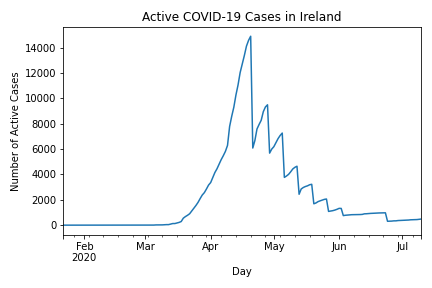 Active COVID-19 Cases in Ireland
Number of Active Cases
14000
12000
10000
8000
6000
4000
2000
0
Feb
2020
Mar
Apr
May
Jun
Jul
Day